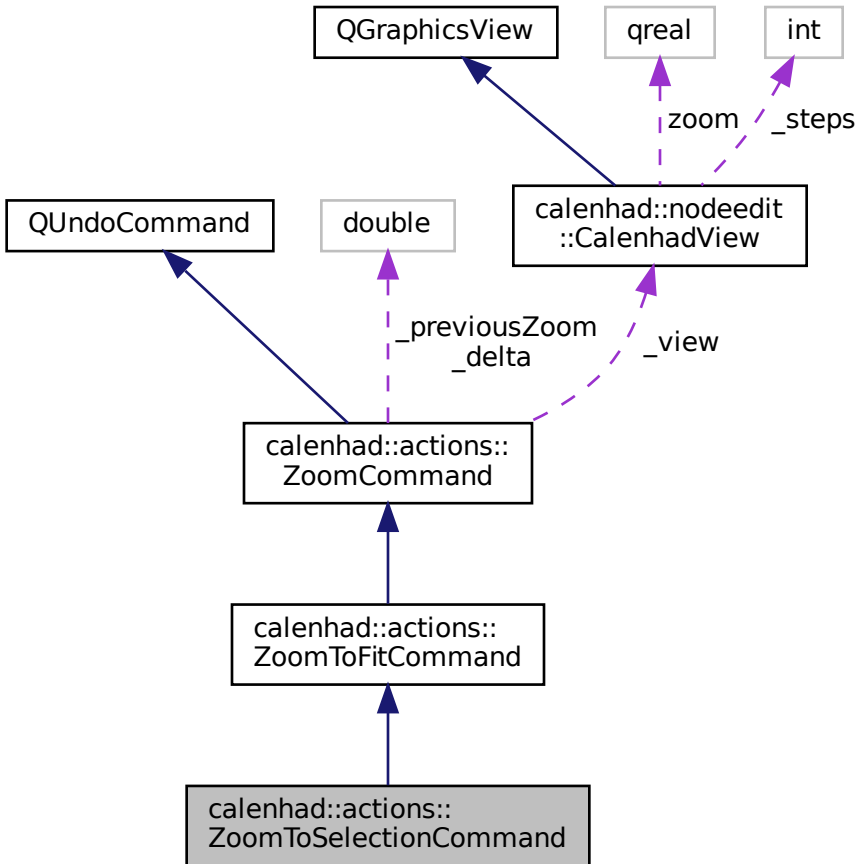 QGraphicsView
qreal
int
zoom
_steps
QUndoCommand
double
calenhad::nodeedit
::CalenhadView
_previousZoom
_delta
_view
calenhad::actions::
ZoomCommand
calenhad::actions::
ZoomToFitCommand
calenhad::actions::
ZoomToSelectionCommand